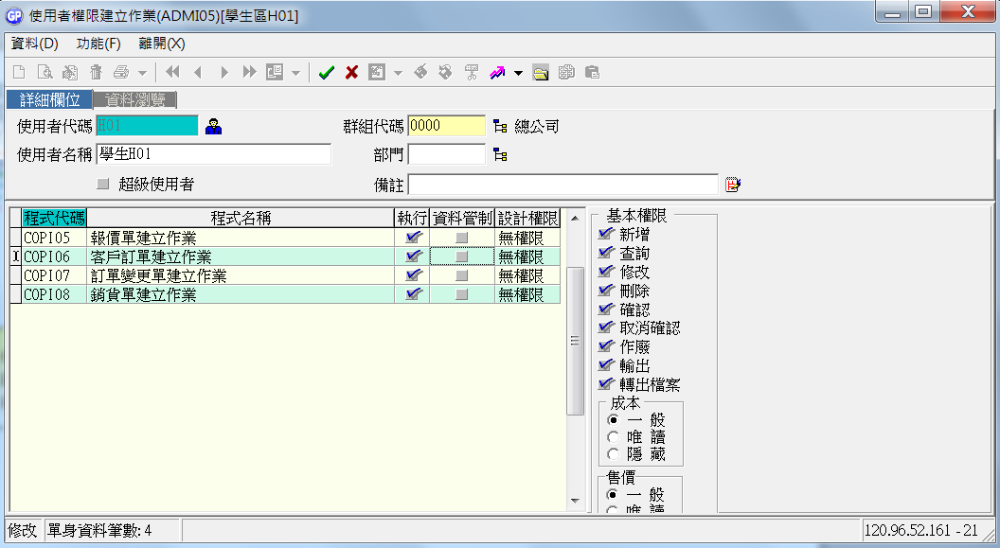 GP 使用者權限建立作業(ADMI05)[學生區H01]
資料(D) 功能(F) 離開(X)
詳細欄位 資料瀏覽
使用者代碼 H01 群組代碼 0000 總公司
使用者名稱 學生H01 部門
超級使用者 備註
程式代碼 程式名稱 執行 資料管制 設計權限
COPI05 報價單建立作業 無權限
COPI06 客戶訂單建立作業 無權限
COPI07 訂單變更單建立作業 無權限
COPI08 銷貨單建立作業 無權限
基本權限
新增
查詢
修改
刪除
確認
取消確認
作廢
輸出
轉出檔案
成本
一 般
唯 讀
隱 藏
售價
一 般
唯 讀
修改 單身資料筆數: 4 120.96.52.161 - 21